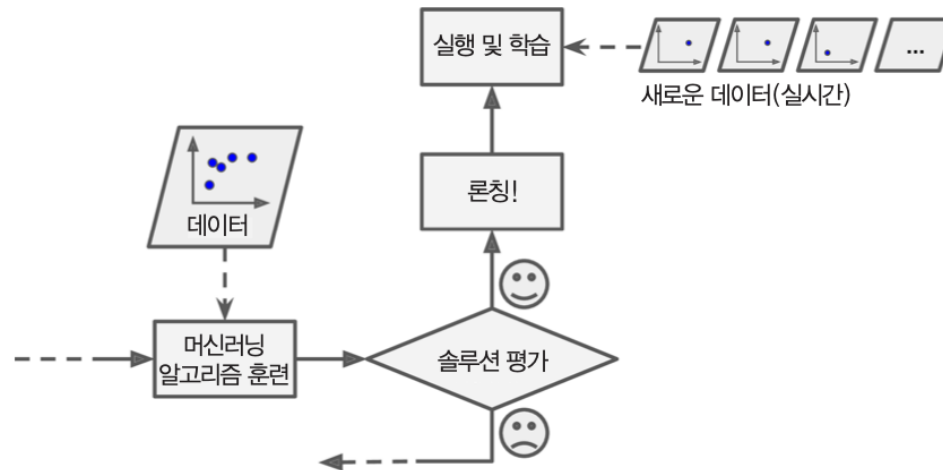 실행 및 학습
...
새로운 데이터(실시간)
데이터
론칭!
머신러닝
알고리즘 훈련
솔루션 평가